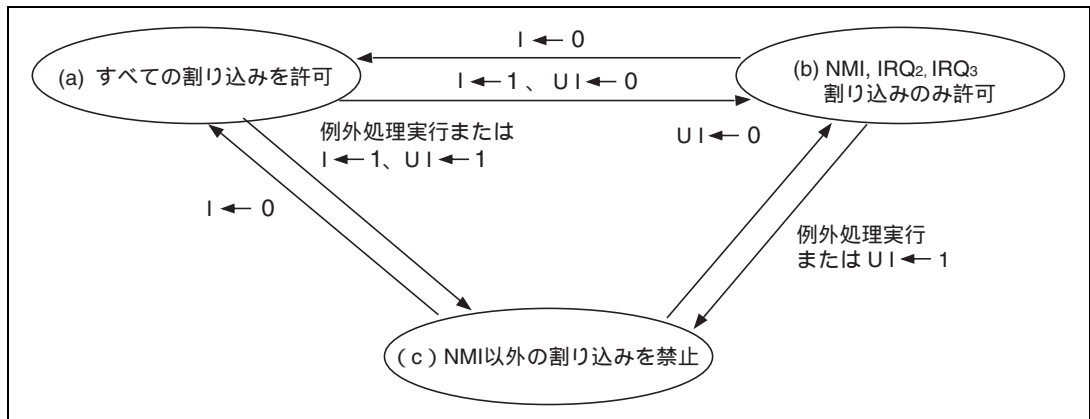 I ← 0
(a) すべての割り込みを許可
I ← 1、UI ← 0
(b) NMI, IRQ2, IRQ3
割り込みのみ許可
例外処理実行または
I ← 1、UI ← 1
UI ← 0
I ← 0
例外処理実行
または UI ← 1
(c) NMI以外の割り込みを禁止